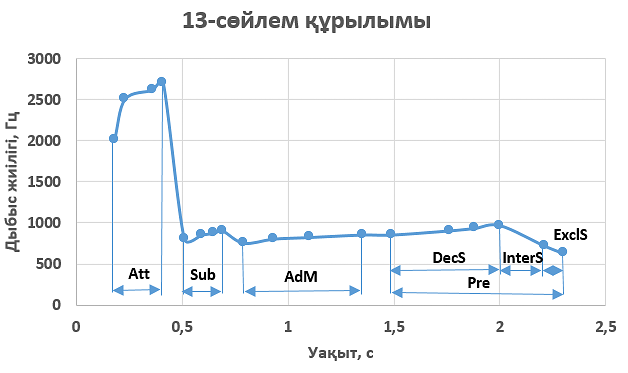 13-сөйлем құрылымы
Дыбыс жиілігі, Гц
3000
2500
2000
1500
1000
500
0
Att
Sub
AdM
DecS
InterS
ExclS
Pre
0
0,5
1
1,5
2
2,5
Уақыт, с